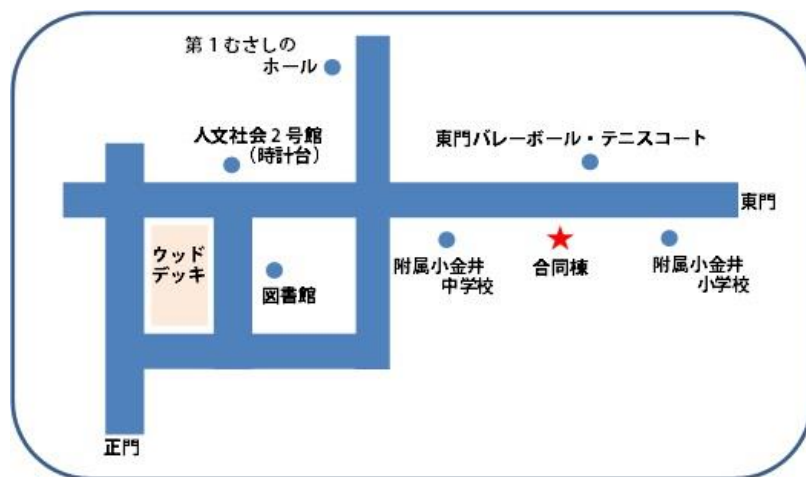 第1むさしの
ホール
人文社会2号館
（時計台）
東門バレーボール・テニスコート
東門
ウッド
デッキ
図書館
附属小金井
中学校
合同棟
附属小金井
小学校
正門